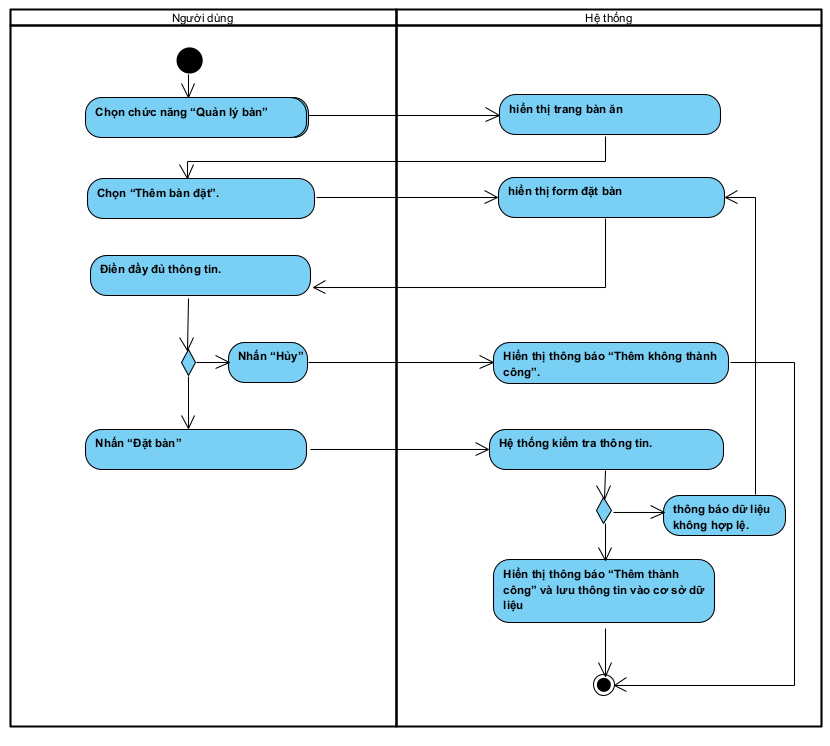 Người dùng
Hệ thống
Chọn chức năng “Quản lý bàn”
hiển thị trang bàn ăn
Chọn “Thêm bàn đặt”.
hiển thị form đặt bàn
Điền đầy đủ thông tin.
Nhấn “Hủy”
Hiển thị thông báo “Thêm không thành
công”.
Nhấn “Đặt bàn”
Hệ thống kiểm tra thông tin.
thông báo dữ liệu
không hợp lệ.
Hiển thị thông báo “Thêm thành
công” và lưu thông tin vào cơ sở dữ
liệu